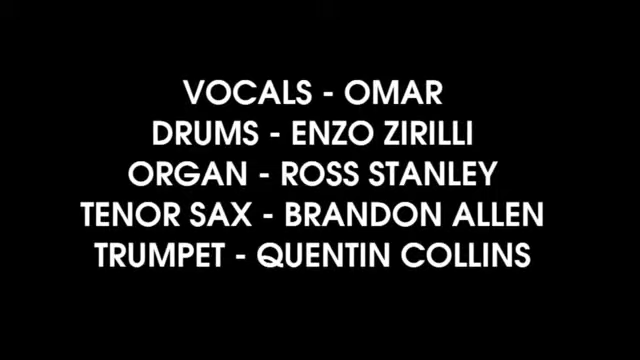 VOCALS - OMAR
DRUMS - ENZO ZIRILLI
ORGAN - ROSS STANLEY
TENOR SAX - BRANDON ALLEN
TRUMPET - QUENTIN COLLINS